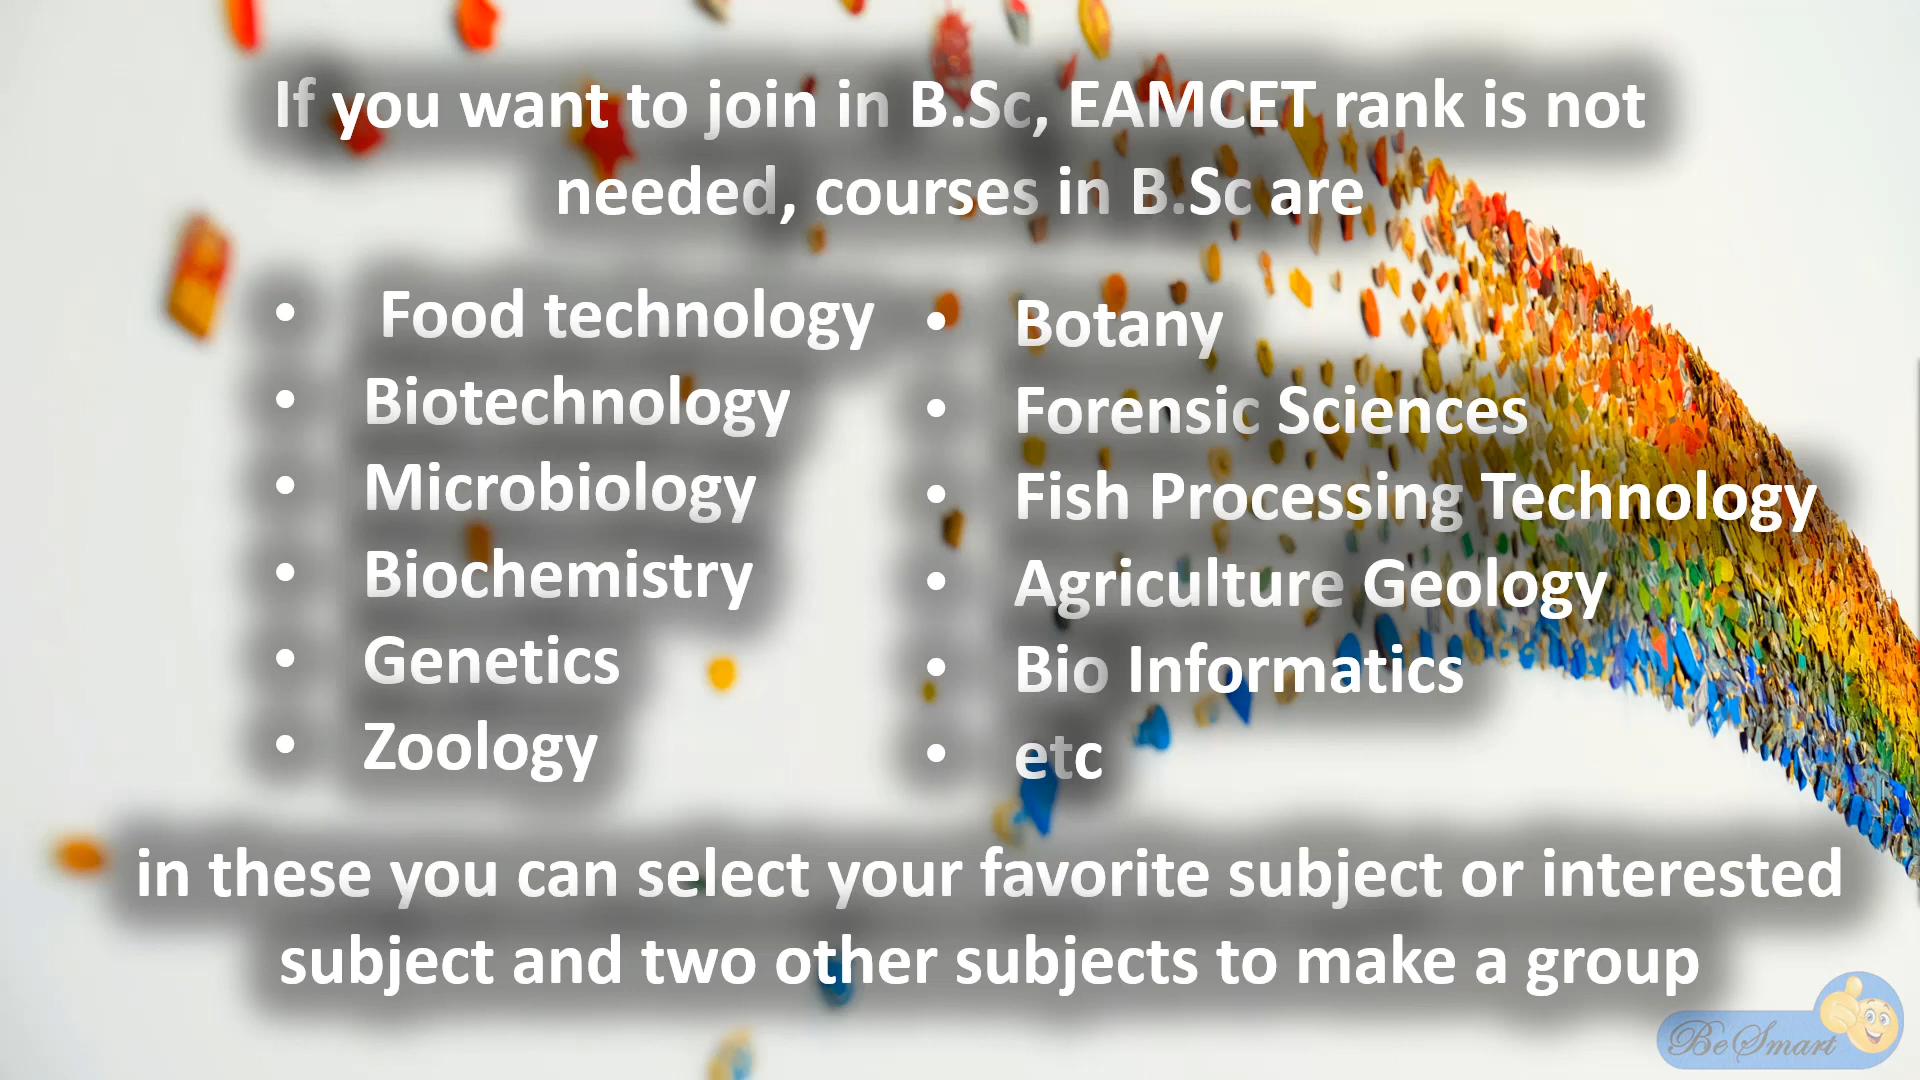 If you want to join in B.Sc, EAMCET rank is not
needed, courses in B.Sc are
• Food technology
• Biotechnology
• Microbiology
• Biochemistry
• Genetics
• Zoology
• Botany
• Forensic Sciences
• Fish Processing Technology
• Agriculture Geology
• Bio Informatics
• etc
in these you can select your favorite subject or interested
subject and two other subjects to make a group
Be Smart